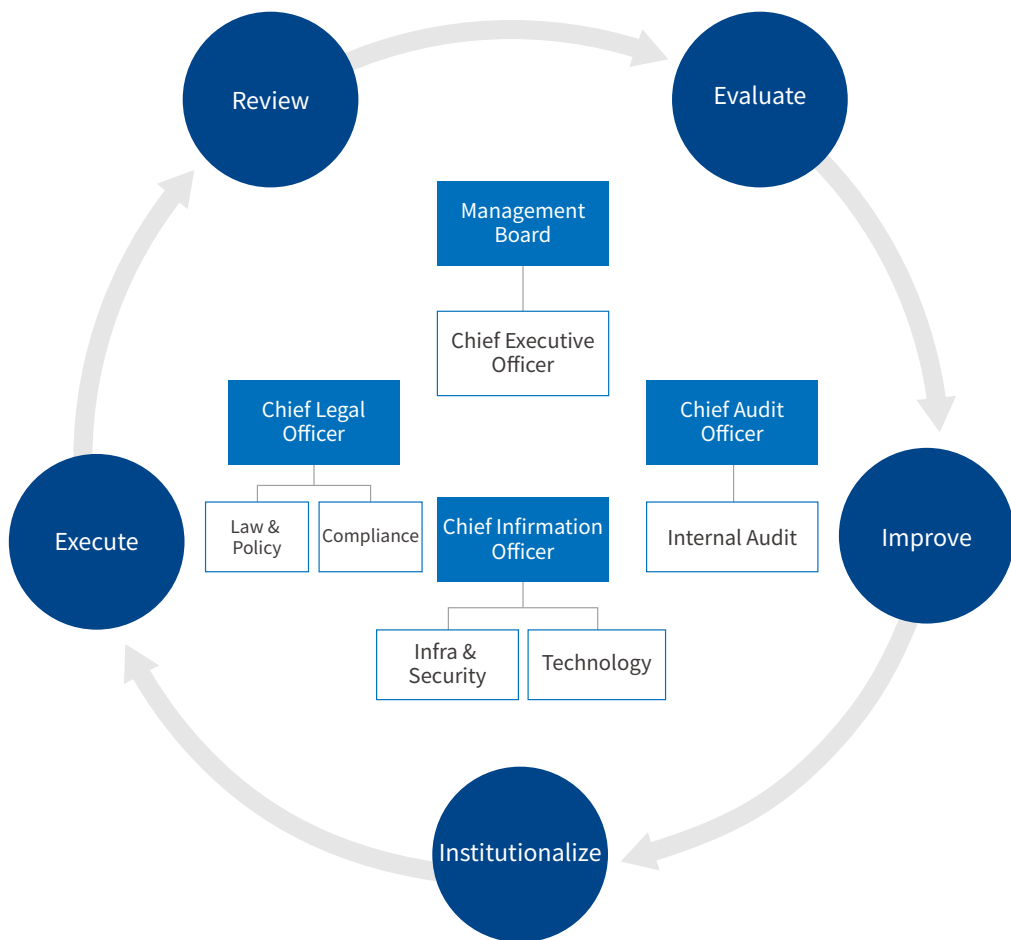 Review
Evaluate
Management
Board
Chief Executive
Officer
Chief Legal
Officer
Chief Audit
Officer
Law &
Policy
Compliance
Chief Infirmation
Officer
Internal Audit
Execute
Improve
Infra &
Security
Technology
Institutionalize